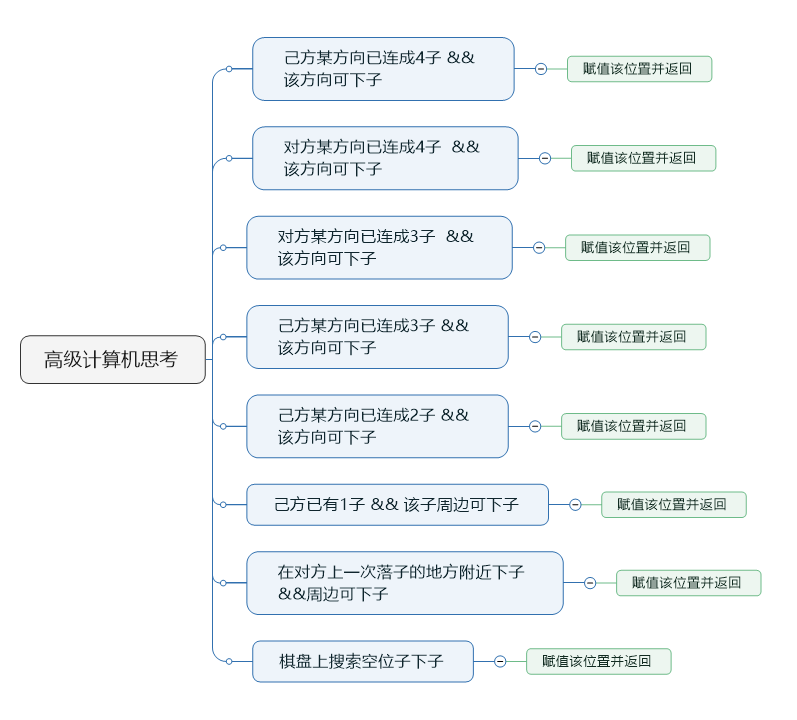 己方某方向已连成4子 &&
该方向可下子
赋值该位置并返回
对方某方向已连成4子 &&
该方向可下子
赋值该位置并返回
对方某方向已连成3子 &&
该方向可下子
赋值该位置并返回
己方某方向已连成3子 &&
该方向可下子
赋值该位置并返回
高级计算机思考
己方某方向已连成2子 &&
该方向可下子
赋值该位置并返回
己方已有1子 && 该子周边可下子
赋值该位置并返回
在对方上一次落子的地方附近下子
&&周边可下子
赋值该位置并返回
棋盘上搜索空位子下子
赋值该位置并返回